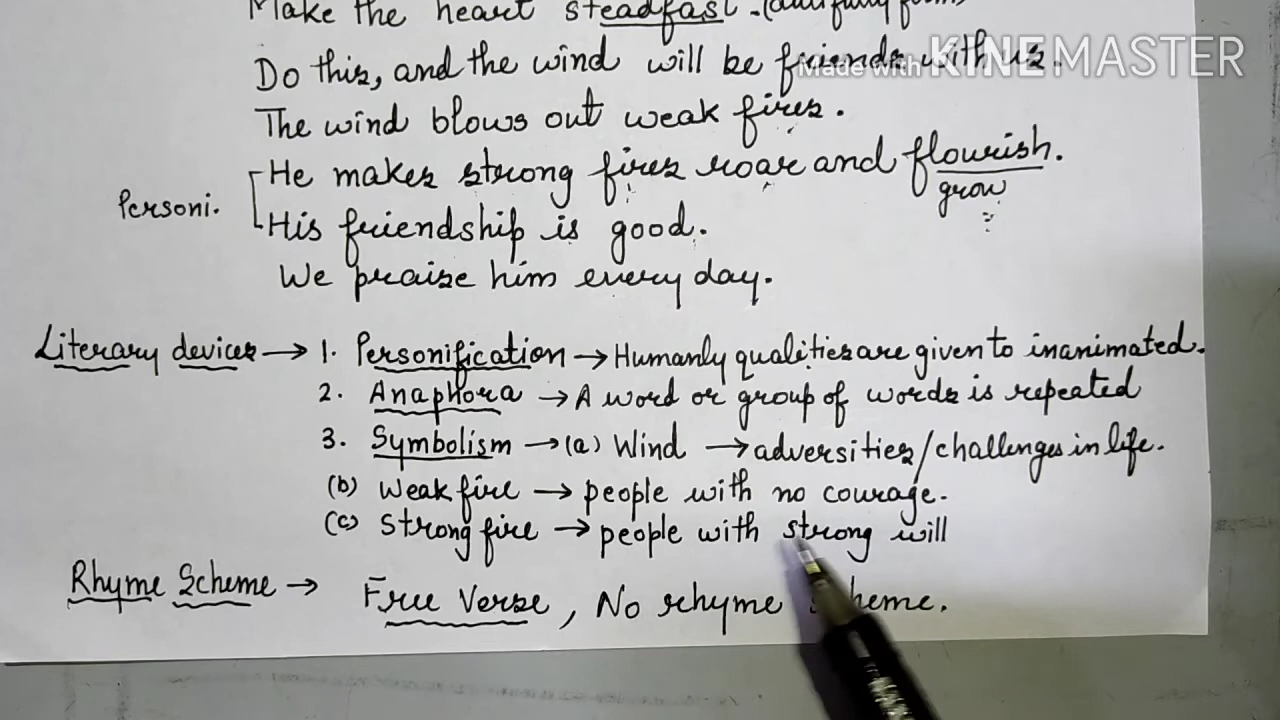 Make the heart steadfast. (dutifully firm)
Do this, and the wind will be friends with us.
Made with KINEMASTER
The wind blows out weak fires.
He makes strong fires roar and flourish.
grow
Personi.
His friendship is good.
We praise him every day.
Literary devices → 1. Personification → Humanly qualities are given to inanimated.
2. Anaphora → A word or group of words is repeated
3. Symbolism → (a) Wind → adversities/challenges in life.
(b) Weak fire → people with no courage.
(c) Strong fire → people with strong will
Rhyme Scheme → Free Verse, No rhyme scheme.